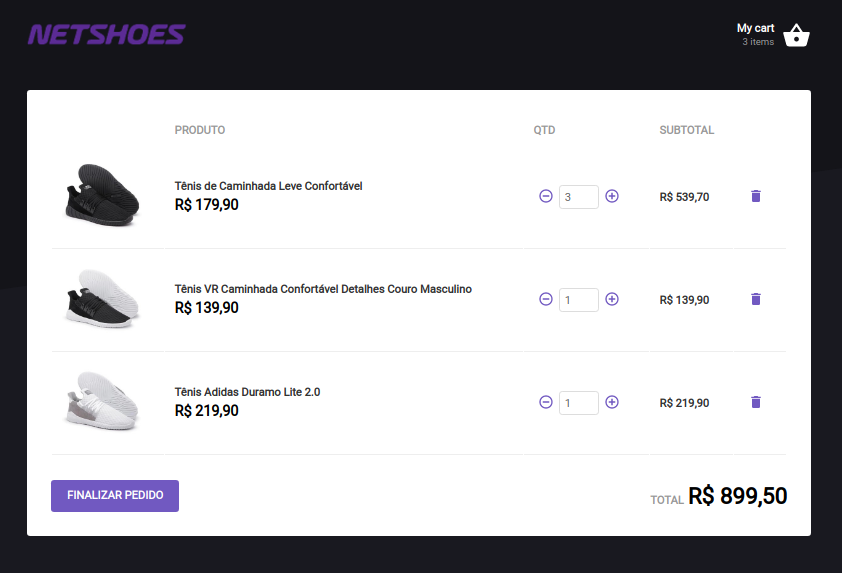 NETSHOES
My cart
3 items
PRODUTO QTD SUBTOTAL
Tênis de Caminhada Leve Confortável
R$ 179,90
3
R$ 539,70
Tênis VR Caminhada Confortável Detalhes Couro Masculino
R$ 139,90
1
R$ 139,90
Tênis Adidas Duramo Lite 2.0
R$ 219,90
1
R$ 219,90
FINALIZAR PEDIDO
TOTAL R$ 899,50